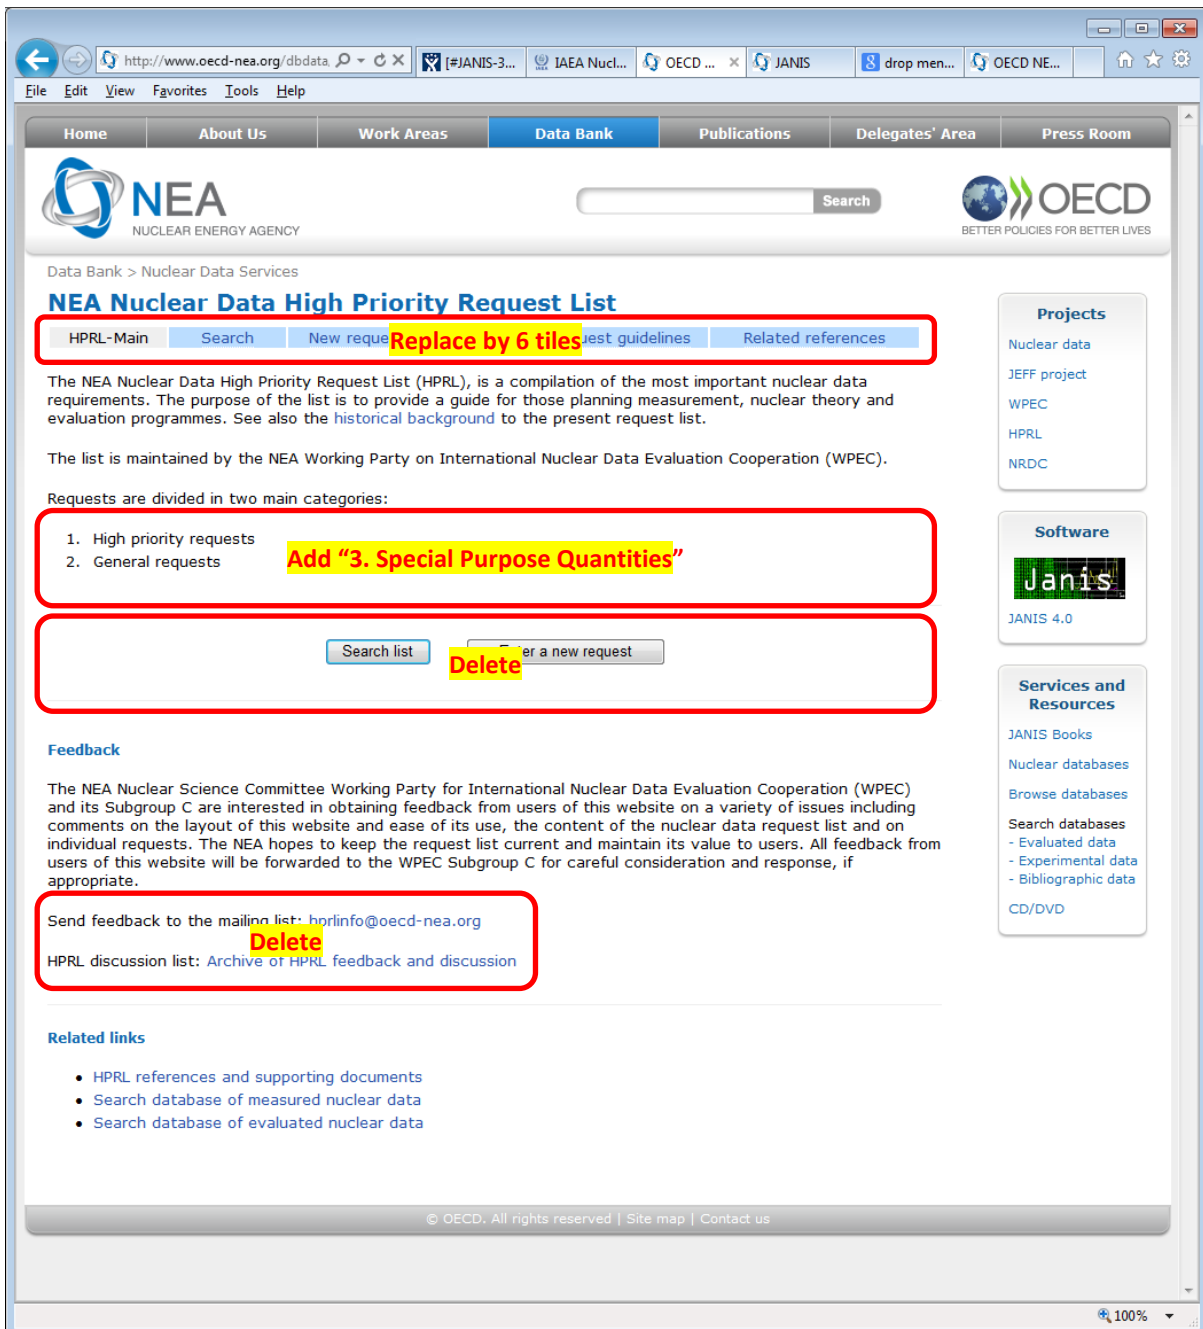 http://www.oecd-nea.org/dbdata,
[#JANIS-3...
IAEA Nucl...
OECD ...
JANIS
drop men...
OECD NE...
File Edit View Favorites Tools Help
Home About Us Work Areas Data Bank Publications Delegates' Area Press Room
NEA
NUCLEAR ENERGY AGENCY
Search
OECD
BETTER POLICIES FOR BETTER LIVES
Data Bank > Nuclear Data Services
NEA Nuclear Data High Priority Request List
HPRL-Main Search New reque Replace by 6 tiles uest guidelines Related references
The NEA Nuclear Data High Priority Request List (HPRL), is a compilation of the most important nuclear data
requirements. The purpose of the list is to provide a guide for those planning measurement, nuclear theory and
evaluation programmes. See also the historical background to the present request list.
The list is maintained by the NEA Working Party on International Nuclear Data Evaluation Cooperation (WPEC).
Requests are divided in two main categories:
1. High priority requests
2. General requests
Add “3. Special Purpose Quantities”
Search list
er a new request
Delete
Feedback
The NEA Nuclear Science Committee Working Party for International Nuclear Data Evaluation Cooperation (WPEC)
and its Subgroup C are interested in obtaining feedback from users of this website on a variety of issues including
comments on the layout of this website and ease of its use, the content of the nuclear data request list and on
individual requests. The NEA hopes to keep the request list current and maintain its value to users. All feedback from
users of this website will be forwarded to the WPEC Subgroup C for careful consideration and response, if
appropriate.
Send feedback to the mailing list: hprlinfo@oecd-nea.org
Delete
HPRL discussion list: Archive of HPRL feedback and discussion
Related links
• HPRL references and supporting documents
• Search database of measured nuclear data
• Search database of evaluated nuclear data
Projects
Nuclear data
JEFF project
WPEC
HPRL
NRDC
Software
Janis
JANIS 4.0
Services and
Resources
JANIS Books
Nuclear databases
Browse databases
Search databases
- Evaluated data
- Experimental data
- Bibliographic data
CD/DVD
© OECD. All rights reserved | Site map | Contact us
100%